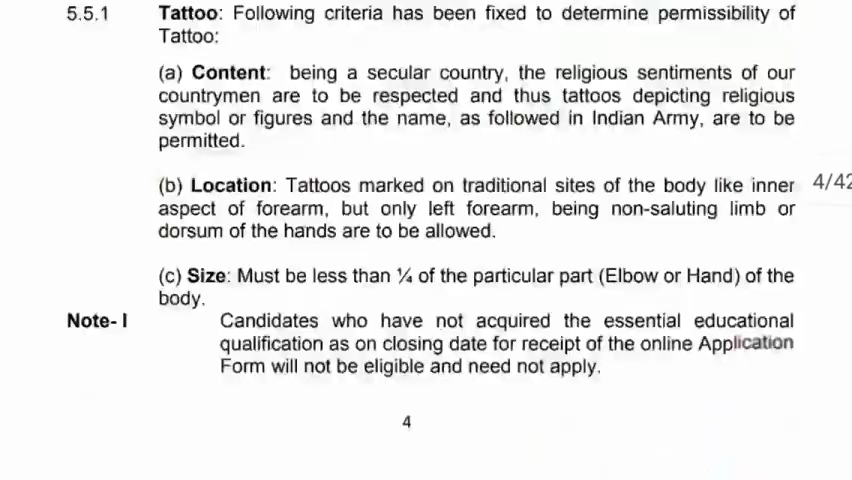 5.5.1 Tattoo: Following criteria has been fixed to determine permissibility of
Tattoo:
(a) Content: being a secular country, the religious sentiments of our
countrymen are to be respected and thus tattoos depicting religious
symbol or figures and the name, as followed in Indian Army, are to be
permitted.
(b) Location: Tattoos marked on traditional sites of the body like inner
aspect of forearm, but only left forearm, being non-saluting limb or
dorsum of the hands are to be allowed.
4/42
(c) Size: Must be less than ¼ of the particular part (Elbow or Hand) of the
body.
Note- I Candidates who have not acquired the essential educational
qualification as on closing date for receipt of the online Application
Form will not be eligible and need not apply.
4